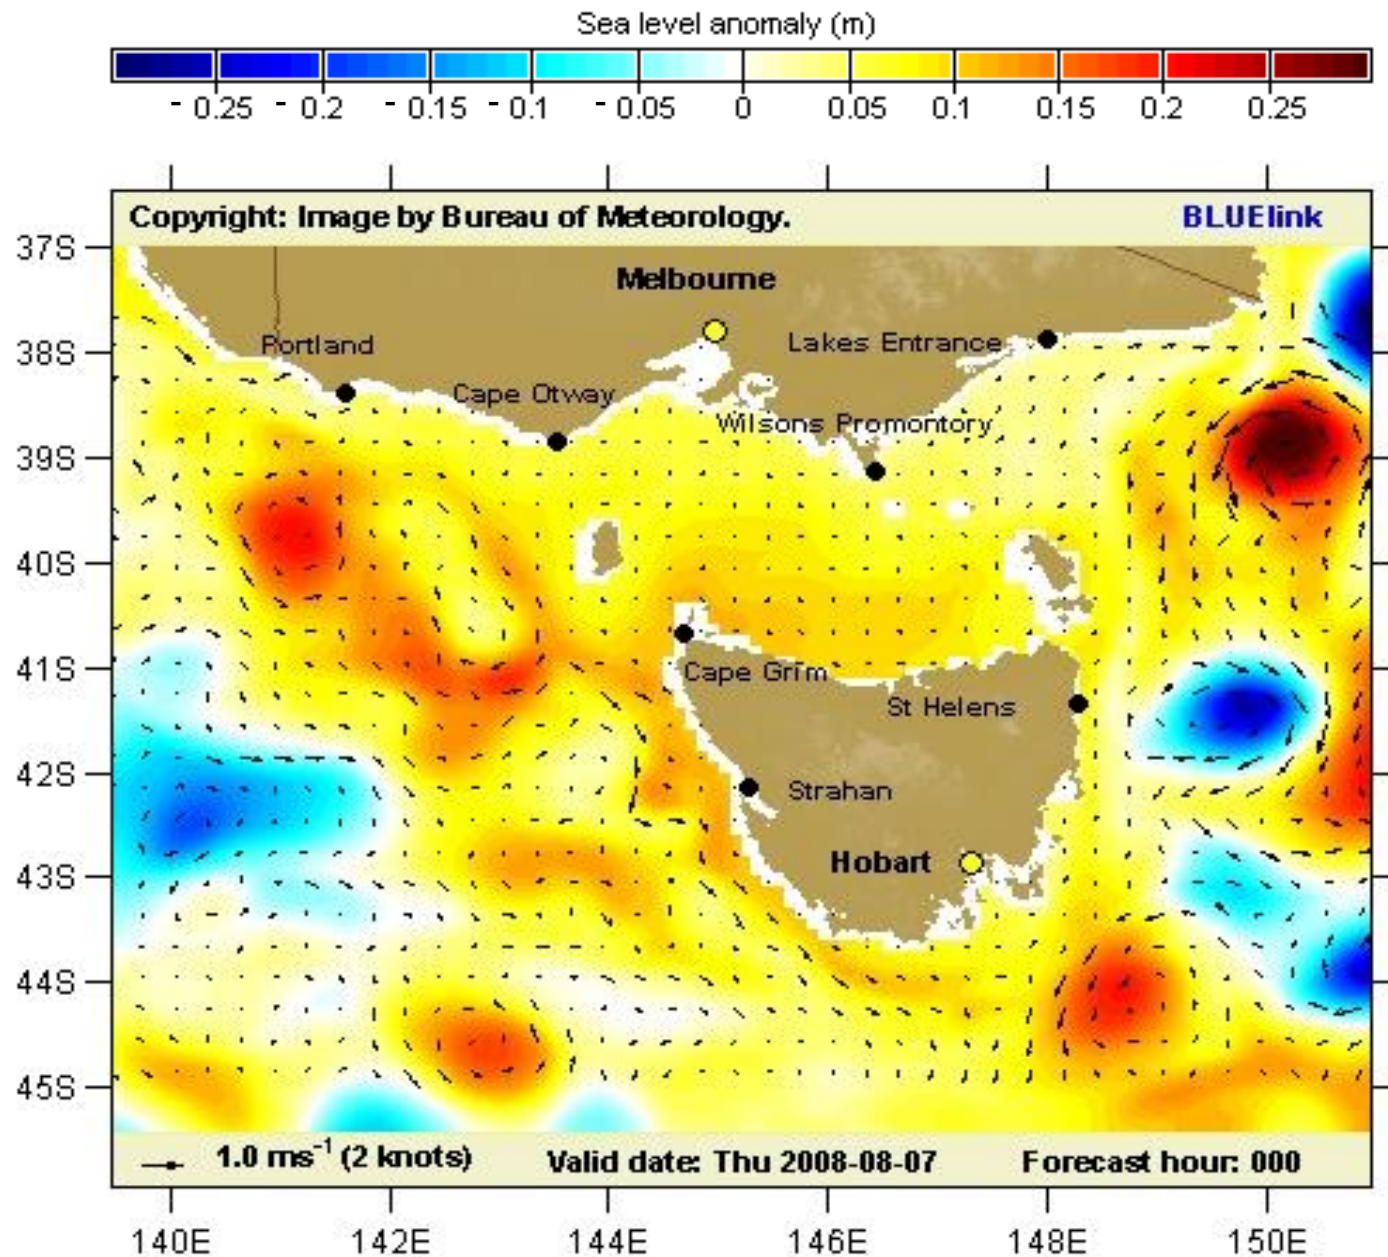 Sea level anomaly (m)
- 0.25 - 0.2 - 0.15 - 0.1 - 0.05 0 0.05 0.1 0.15 0.2 0.25
Copyright: Image by Bureau of Meteorology. BLUElink
37S
Melbourne
38S
Portland
Lakes Entrance
Cape Otway
Wilsons Promontory
39S
40S
41S
Cape Grim
St Helens
42S
Strahan
43S
Hobart
44S
45S
1.0 ms⁻¹ (2 knots) Valid date: Thu 2008-08-07 Forecast hour: 000
140E 142E 144E 146E 148E 150E